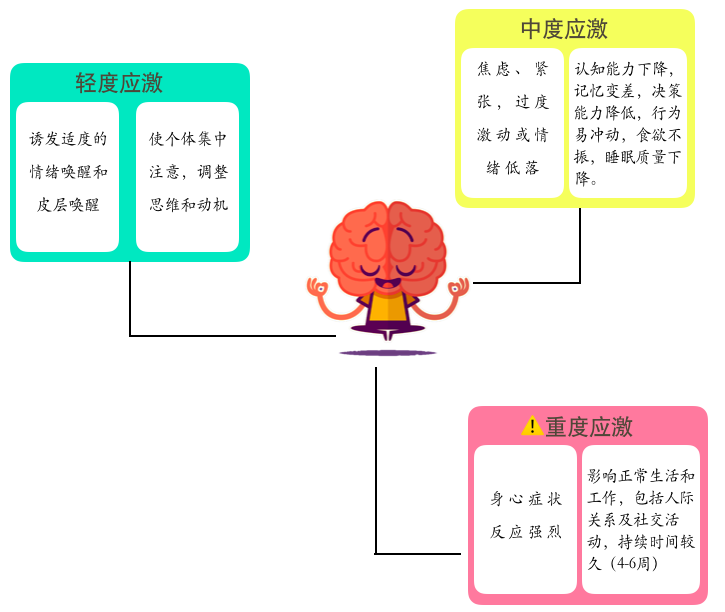 轻度应激
诱发适度的
情绪唤醒和
皮层唤醒
使个体集中
注意，调整
思维和动机
中度应激
焦虑、紧
张，过度
激动或情
绪低落
认知能力下降，
记忆变差，决策
能力降低，行为
易冲动，食欲不
振，睡眠质量下
降。
重度应激
身心症状
反应强烈
影响正常生活和
工作，包括人际
关系及社交活
动，持续时间较
久（4-6周）